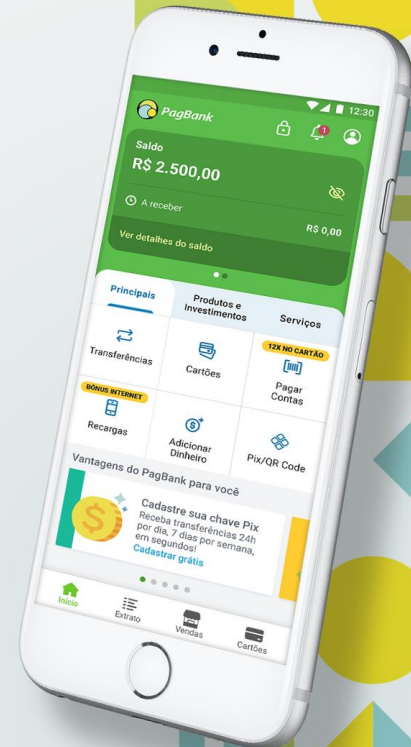 12:30
PagBank
1
Saldo
R$ 2.500,00
A receber
R$ 0,00
Ver detalhes do saldo
Principais
Produtos e
Investimentos
Serviços
Transferências
Cartões
12X NO CARTÃO
Pagar
Contas
BÔNUS INTERNET
Recargas
Adicionar
Dinheiro
Pix/QR Code
Vantagens do PagBank para você
Cadastre sua chave Pix
Receba transferências 24h
por dia, 7 dias por semana,
em segundos!
Cadastrar grátis
Início
Extrato
Vendas
Cartões